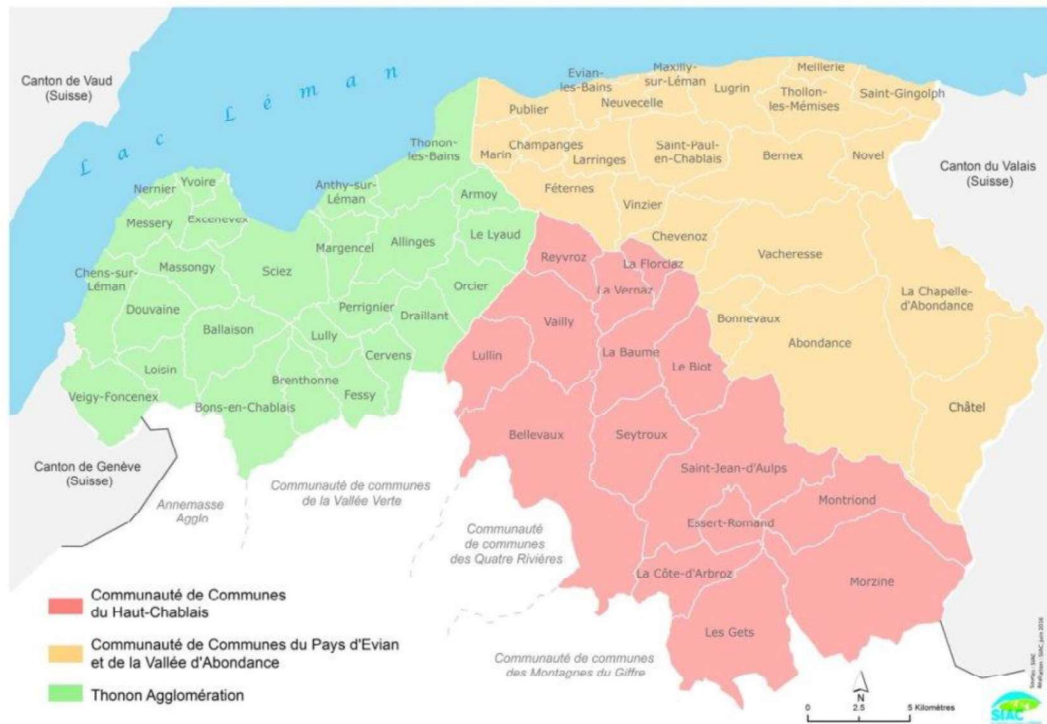 Canton de Vaud
(Suisse)
Lac Léman
Evian-
les-Bains
Maxilly-
sur-Léman
Meillerie
Publier
Neuvecelle
Lugrin
Thollon-
les-Mémises
Saint-Gingolph
Thonon-
les-Bains
Marin
Champanges
Larringes
Saint-Paul-
en-Chablais
Bernex
Novel
Canton du Valais
(Suisse)
Nernier
Yvoire
Anthy-sur-
Léman
Armoy
Féternes
Vinzier
Messery
Excenevex
Margencel
Allinges
Le Lyaud
Chevenoz
Vacheresse
Chens-sur-
Léman
Massongy
Sciez
Reyvroz
La Forclaz
La Vernaz
Orcier
La Chapelle-
d'Abondance
Douvaine
Ballaison
Perrignier
Draillant
Vailly
Bonnevaux
Abondance
Lully
Cervens
Lullin
La Baume
Le Biot
Loisin
Brenthonne
Fessy
Châtel
Veigy-Foncenex
Bons-en-Chablais
Bellevaux
Seytroux
Saint-Jean-d'Aulps
Canton de Genève
(Suisse)
Annemasse
Agglo
Communauté de communes
de la Vallée Verte
Communauté
de communes
des Quatre Rivières
Montriond
Essert-Romand
La Côte-d'Arbroz
Morzine
Les Gets
Communauté de communes
des Montagnes du Giffre
Communauté de Communes
du Haut-Chablais
Communauté de Communes du Pays d'Evian
et de la Vallée d'Abondance
Thonon Agglomération
N
0 2.5 5 Kilomètres
SIAC